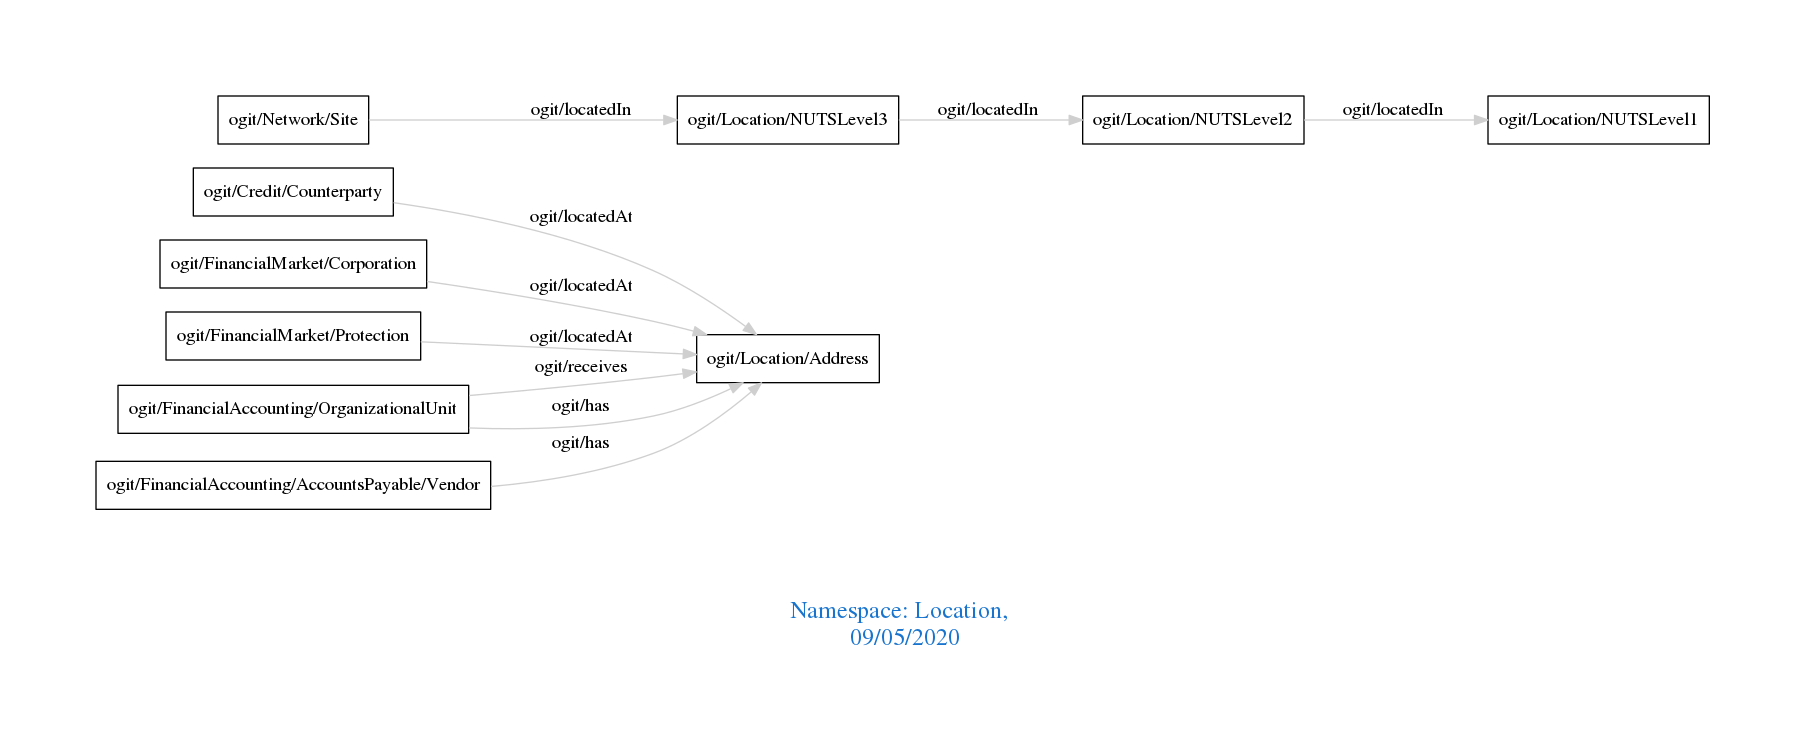 ogit/Network/Site
ogit/locatedIn
ogit/Location/NUTSLevel3
ogit/locatedIn
ogit/Location/NUTSLevel2
ogit/locatedIn
ogit/Location/NUTSLevel1
ogit/Credit/Counterparty
ogit/locatedAt
ogit/FinancialMarket/Corporation
ogit/locatedAt
ogit/FinancialMarket/Protection
ogit/locatedAt
ogit/Location/Address
ogit/receives
ogit/FinancialAccounting/OrganizationalUnit
ogit/has
ogit/has
ogit/FinancialAccounting/AccountsPayable/Vendor
Namespace: Location,
09/05/2020